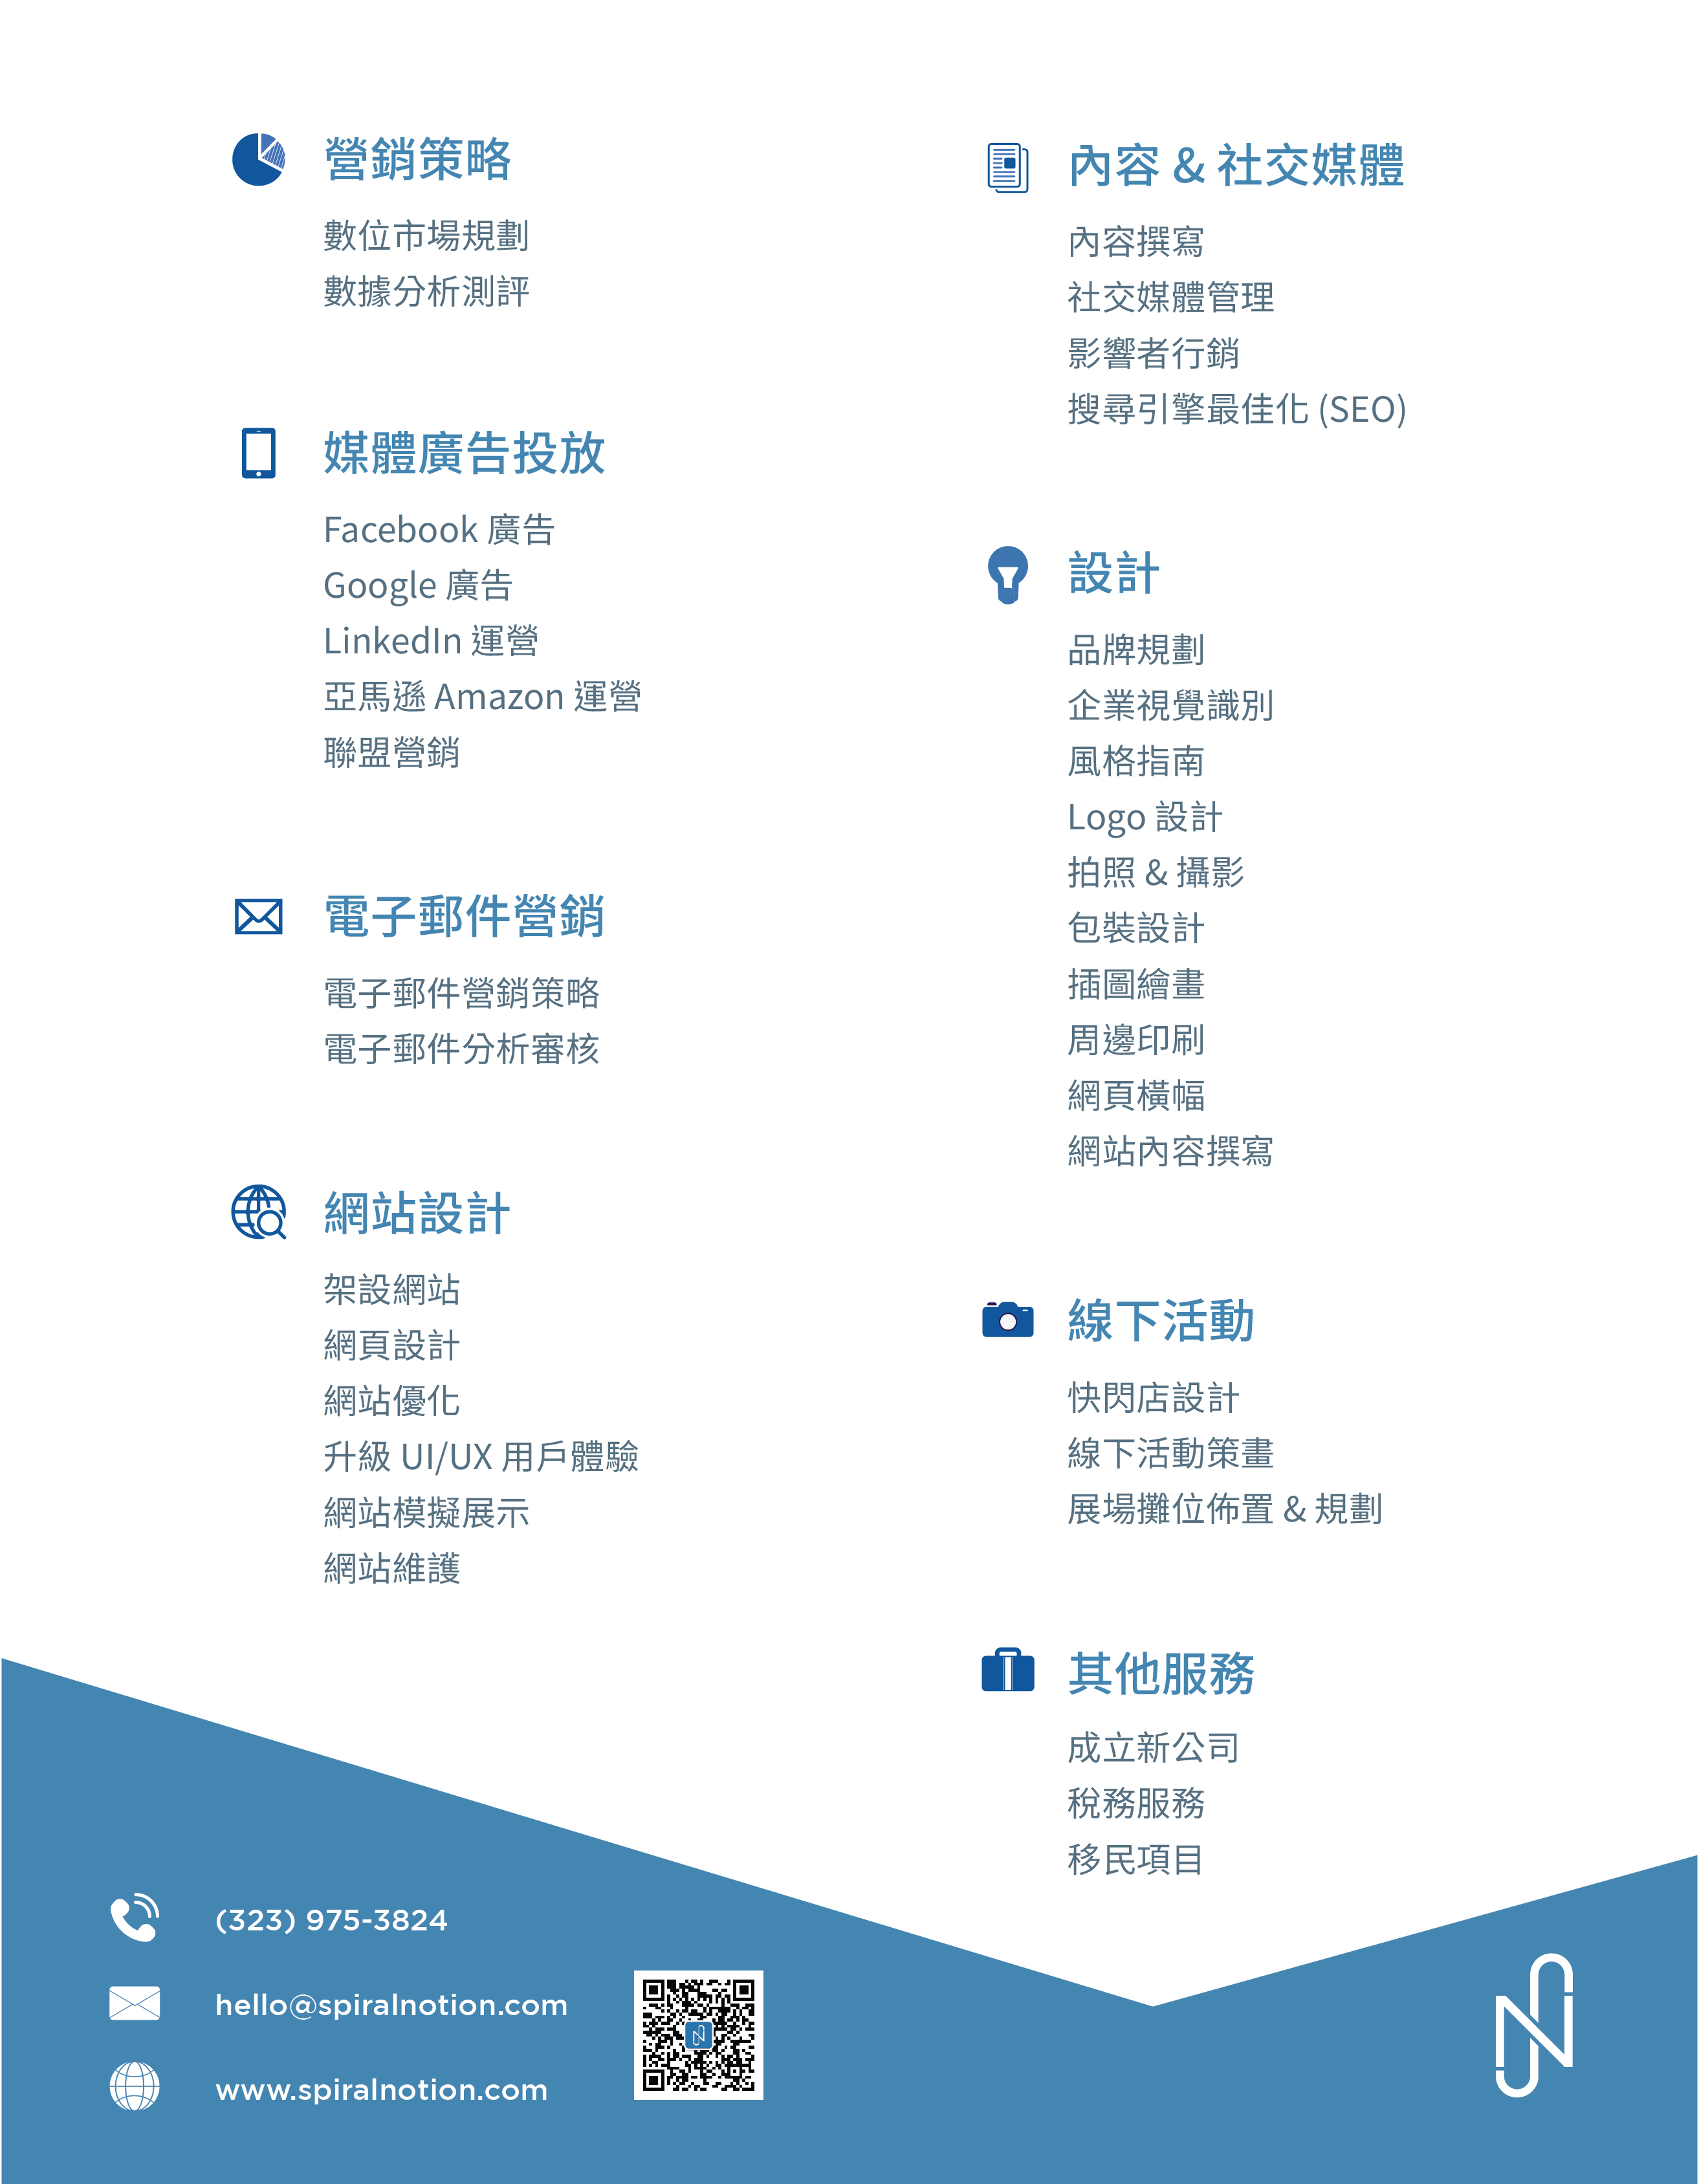 營銷策略
數位市場規劃
數據分析測評
媒體廣告投放
Facebook 廣告
Google 廣告
LinkedIn 運營
亞馬遜 Amazon 運營
聯盟營銷
電子郵件營銷
電子郵件營銷策略
電子郵件分析審核
網站設計
架設網站
網頁設計
網站優化
升級 UI/UX 用戶體驗
網站模擬展示
網站維護
內容 & 社交媒體
內容撰寫
社交媒體管理
影響者行銷
搜尋引擎最佳化 (SEO)
設計
品牌規劃
企業視覺識別
風格指南
Logo 設計
拍照 & 攝影
包裝設計
插圖繪畫
周邊印刷
網頁橫幅
網站內容撰寫
線下活動
快閃店設計
線下活動策畫
展場攤位佈置 & 規劃
其他服務
成立新公司
稅務服務
移民項目
(323) 975-3824
hello@spiralnotion.com
www.spiralnotion.com